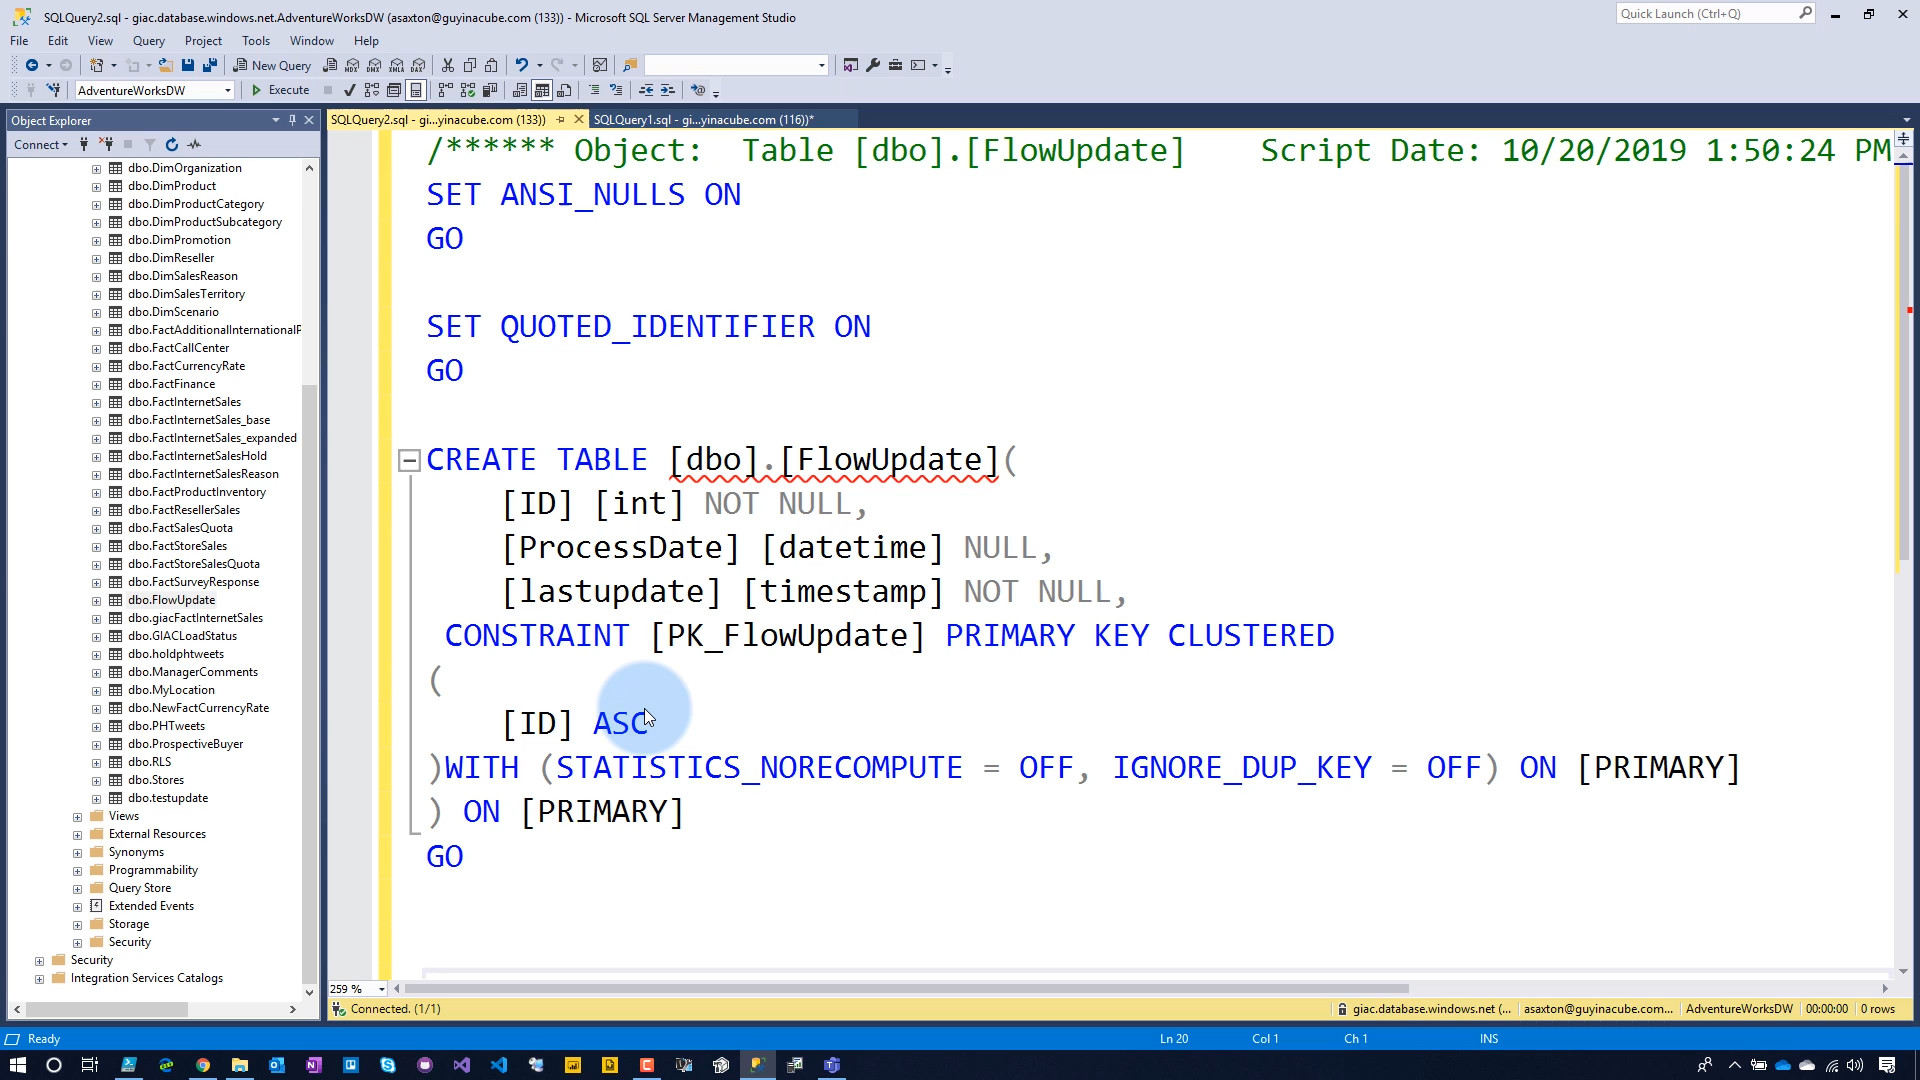 SQLQuery2.sql - giac.database.windows.net.AdventureWorksDW (asaxton@guyinacube.com (133)) - Microsoft SQL Server Management Studio
Quick Launch (Ctrl+Q)
File Edit View Query Project Tools Window Help
New Query
AdventureWorksDW
Execute
Object Explorer
Connect
dbo.DimOrganization
dbo.DimProduct
dbo.DimProductCategory
dbo.DimProductSubcategory
dbo.DimPromotion
dbo.DimReseller
dbo.DimSalesReason
dbo.DimSalesTerritory
dbo.DimScenario
dbo.FactAdditionalInternationalP
dbo.FactCallCenter
dbo.FactCurrencyRate
dbo.FactFinance
dbo.FactInternetSales
dbo.FactInternetSales_base
dbo.FactInternetSales_expanded
dbo.FactInternetSalesHold
dbo.FactInternetSalesReason
dbo.FactProductInventory
dbo.FactResellerSales
dbo.FactSalesQuota
dbo.FactStoreSales
dbo.FactStoreSalesQuota
dbo.FactSurveyResponse
dbo.FlowUpdate
dbo.giacFactInternetSales
dbo.GIACLoadStatus
dbo.holdphtweets
dbo.ManagerComments
dbo.MyLocation
dbo.NewFactCurrencyRate
dbo.PHTweets
dbo.ProspectiveBuyer
dbo.RLS
dbo.Stores
dbo.testupdate
Views
External Resources
Synonyms
Programmability
Query Store
Extended Events
Storage
Security
Security
Integration Services Catalogs
SQLQuery2.sql - gi...yinacube.com (133))
SQLQuery1.sql - gi...yinacube.com (116))*
/****** Object:  Table [dbo].[FlowUpdate]    Script Date: 10/20/2019 1:50:24 PM
SET ANSI_NULLS ON
GO
SET QUOTED_IDENTIFIER ON
GO
CREATE TABLE [dbo].[FlowUpdate](
[ID] [int] NOT NULL,
[ProcessDate] [datetime] NULL,
[lastupdate] [timestamp] NOT NULL,
CONSTRAINT [PK_FlowUpdate] PRIMARY KEY CLUSTERED
(
[ID] ASC
)WITH (STATISTICS_NORECOMPUTE = OFF, IGNORE_DUP_KEY = OFF) ON [PRIMARY]
) ON [PRIMARY]
GO
259 %
Connected. (1/1)
giac.database.windows.net (...
asaxton@guyinacube.com...
AdventureWorksDW
00:00:00
0 rows
Ready
Ln 20
Col 1
Ch 1
INS